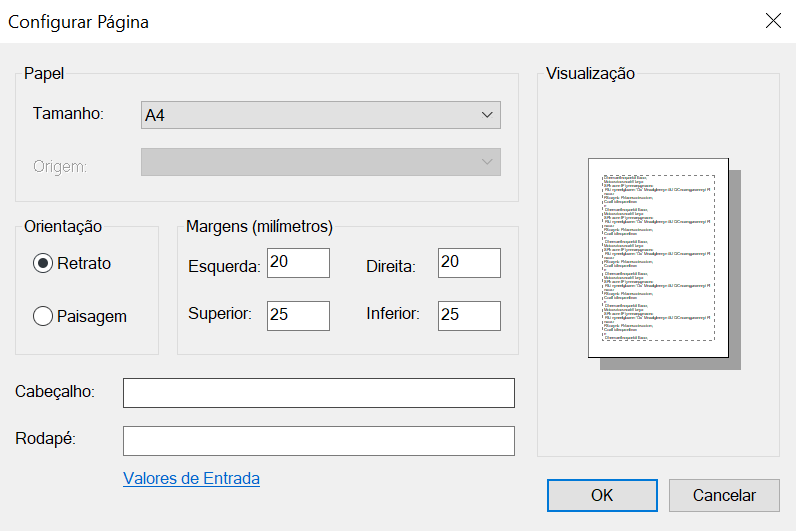 Configurar Página
Papel
Tamanho: A4
Origem:
Orientação
Retrato
Paisagem
Margens (milímetros)
Esquerda: 20 Direita: 20
Superior: 25 Inferior: 25
Cabeçalho:
Rodapé:
Valores de Entrada
Visualização
OK Cancelar